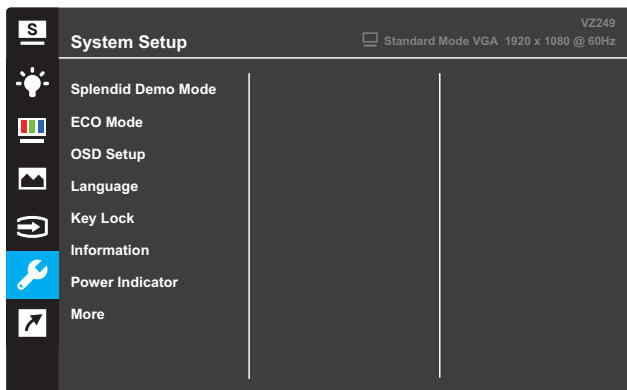 S
VZ249
System Setup
Standard Mode VGA 1920 x 1080 @ 60Hz
Splendid Demo Mode
ECO Mode
OSD Setup
Language
Key Lock
Information
Power Indicator
More